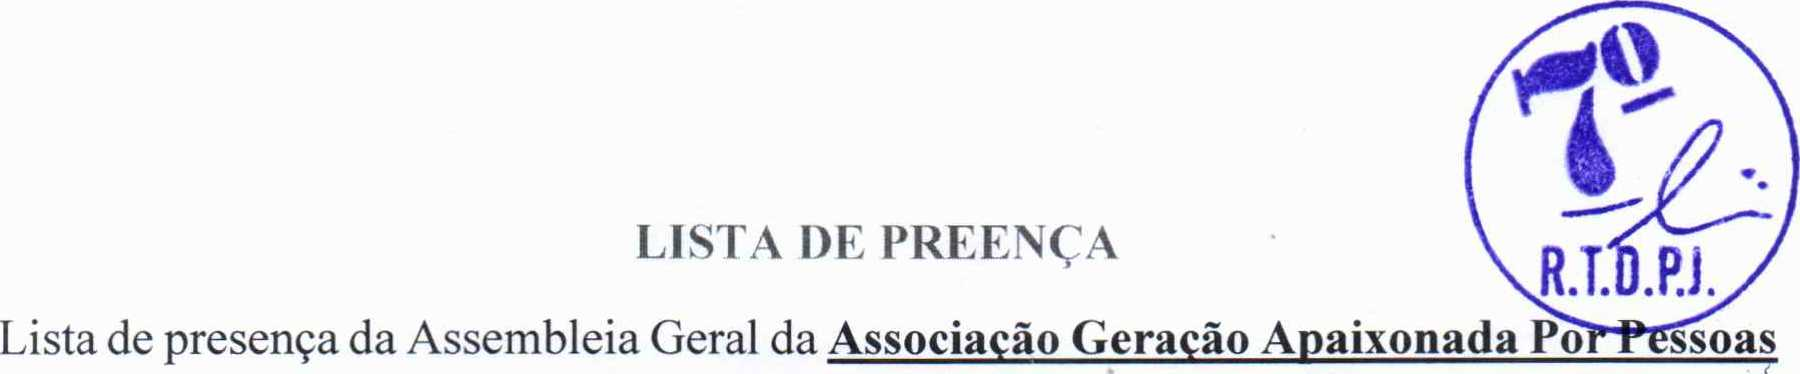 7º
R.T.D.P.J.
LISTA DE PREENÇA
Lista de presença da Assembleia Geral da Associação Geração Apaixonada Por Pessoas